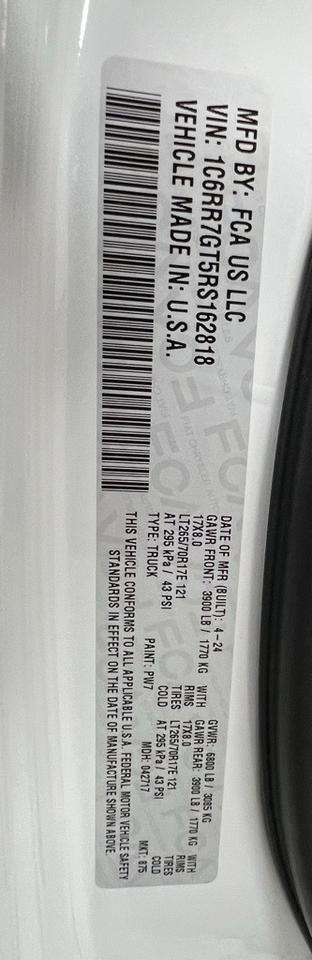 MFD BY: FCA US LLC
VIN: 1C6RR7GT5RS162818
VEHICLE MADE IN: U.S.A.
DATE OF MFR (BUILT): 4-24 GVWR: 6800 LB / 3085 KG
GAWR FRONT: 3900 LB / 1770 KG WITH GAWR REAR: 3900 LB / 1770 KG WITH
17X8.0 RIMS 17X8.0 RIMS
LT265/70R17E 121 TIRES LT265/70R17E 121 TIRES
AT 295 kPa / 43 PSI COLD AT 295 kPa / 43 PSI COLD
TYPE: TRUCK PAINT: PW7 MDH: 042717 MKT: 875
THIS VEHICLE CONFORMS TO ALL APPLICABLE U.S.A. FEDERAL MOTOR VEHICLE SAFETY
STANDARDS IN EFFECT ON THE DATE OF MANUFACTURE SHOWN ABOVE.